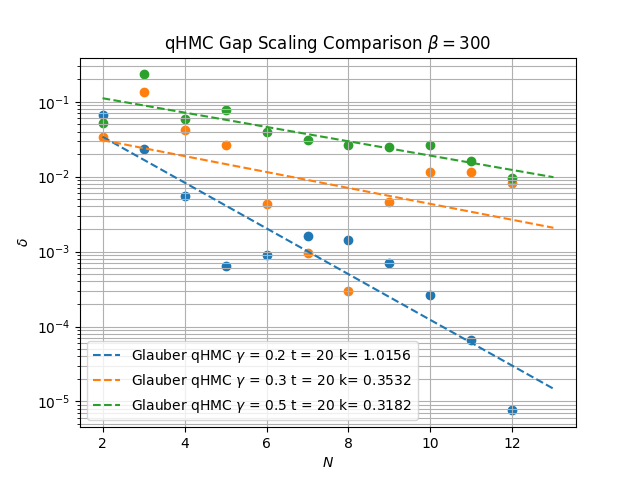 qHMC Gap Scaling Comparison β = 300
δ
10⁻¹
10⁻²
10⁻³
10⁻⁴
10⁻⁵
Glauber qHMC γ = 0.2 t = 20 k= 1.0156
Glauber qHMC γ = 0.3 t = 20 k= 0.3532
Glauber qHMC γ = 0.5 t = 20 k= 0.3182
2 4 6 8 10 12
N